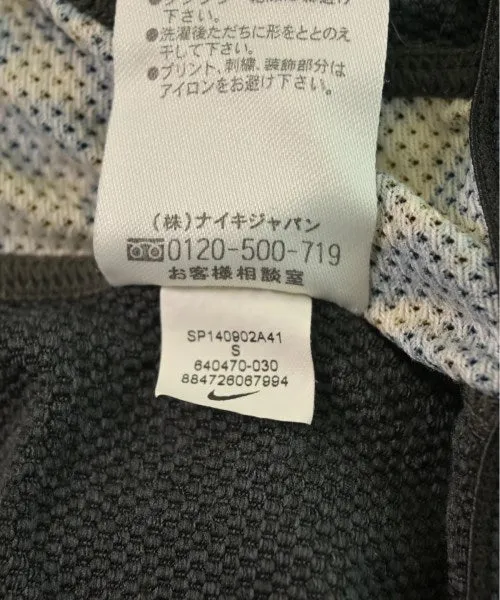 下さい。
●洗濯後ただちに形をととのえ
干して下さい。
●プリント、刺繍、装飾部分は
アイロンをお避け下さい。
(株)ナイキジャパン
0120-500-719
お客様相談室
SP140902A41
S
640470-030
884726067994